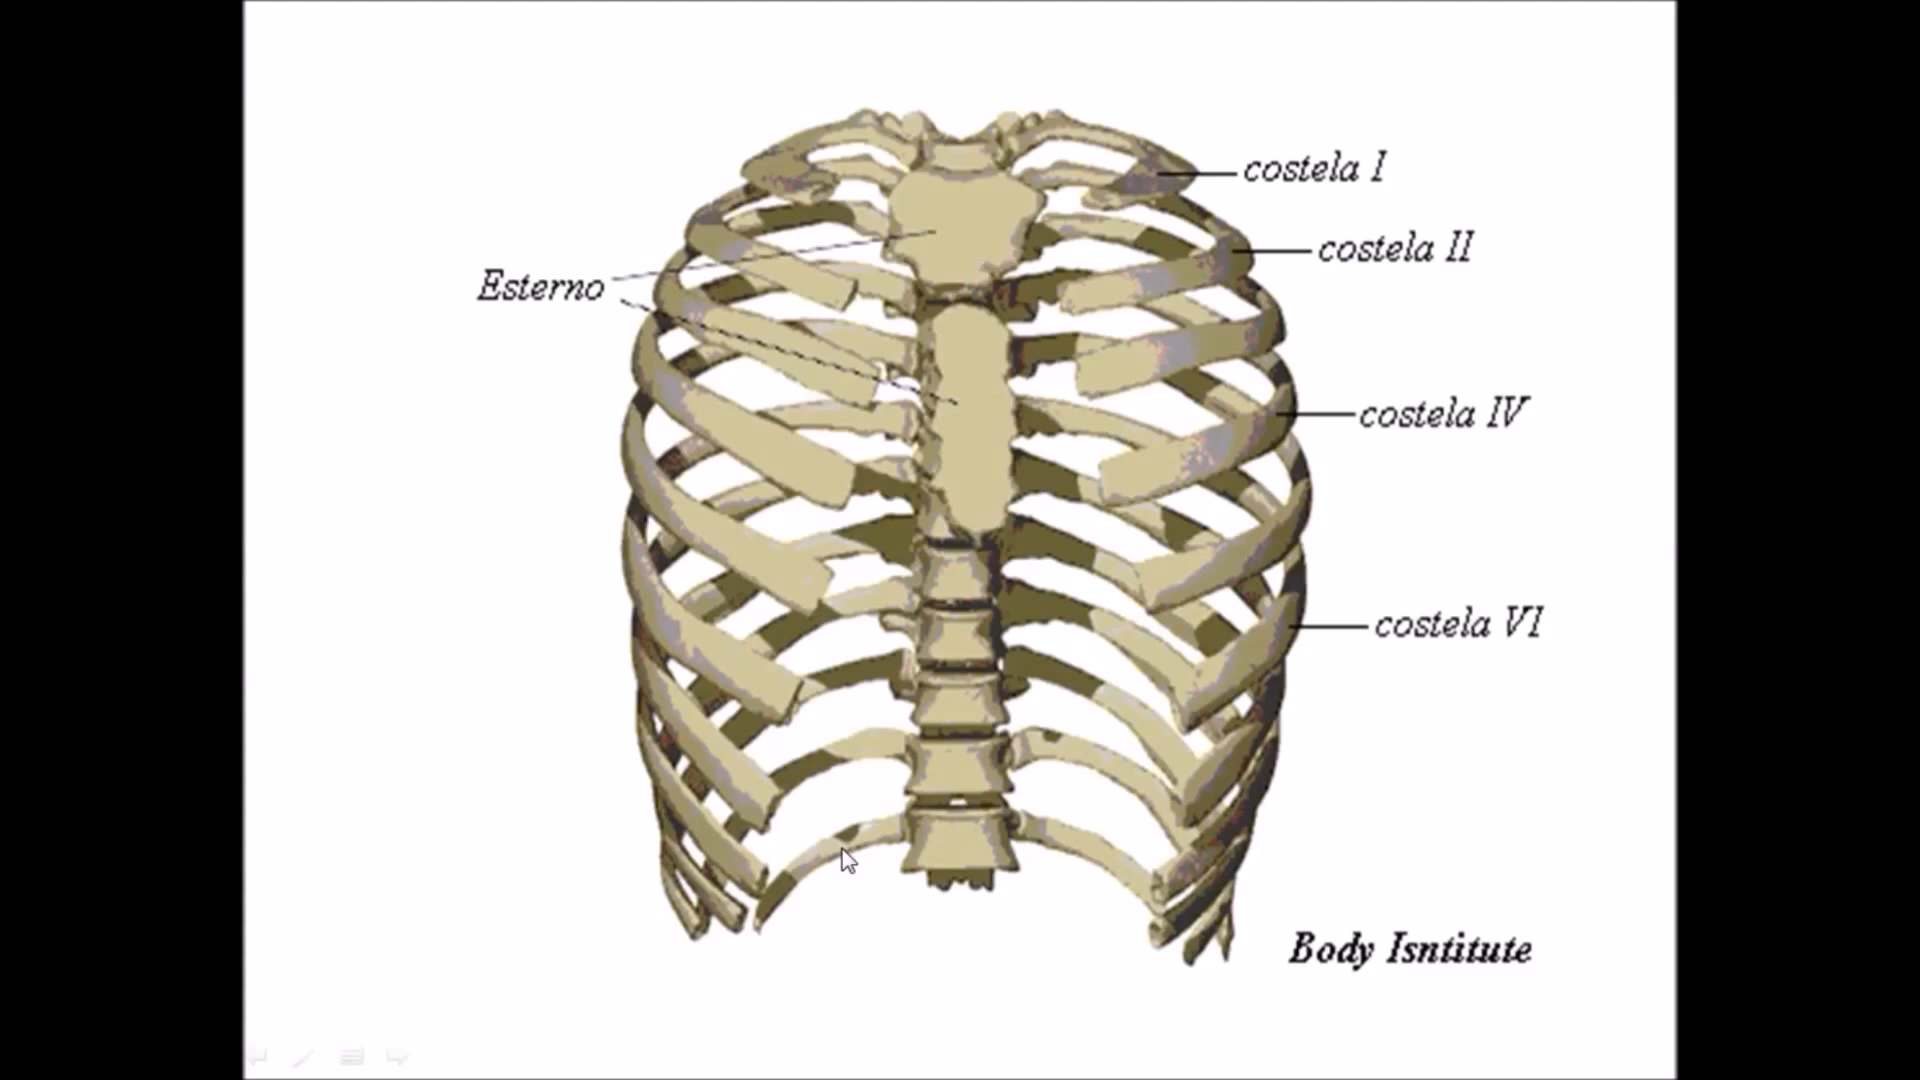 costela I
costela II
Esterno
costela IV
costela VI
Body Isntitute